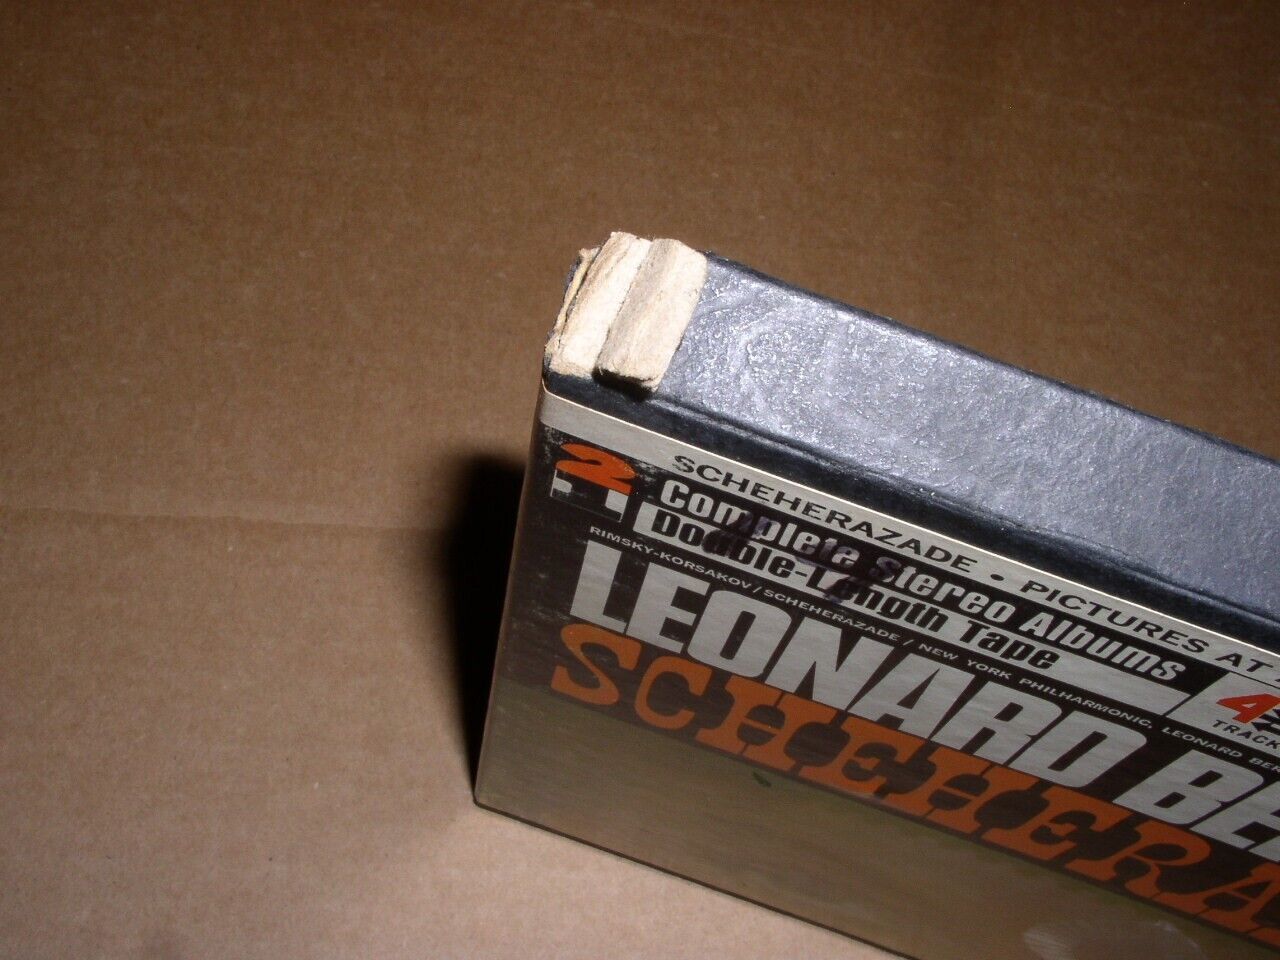 SCHEHERAZADE • PICTURES AT
2 Complete Stereo Albums
Double-Length Tape
4
TRACK
RIMSKY-KORSAKOV/SCHEHERAZADE/NEW YORK PHILHARMONIC, LEONARD BER
LEONARD BE
SCHEHERA